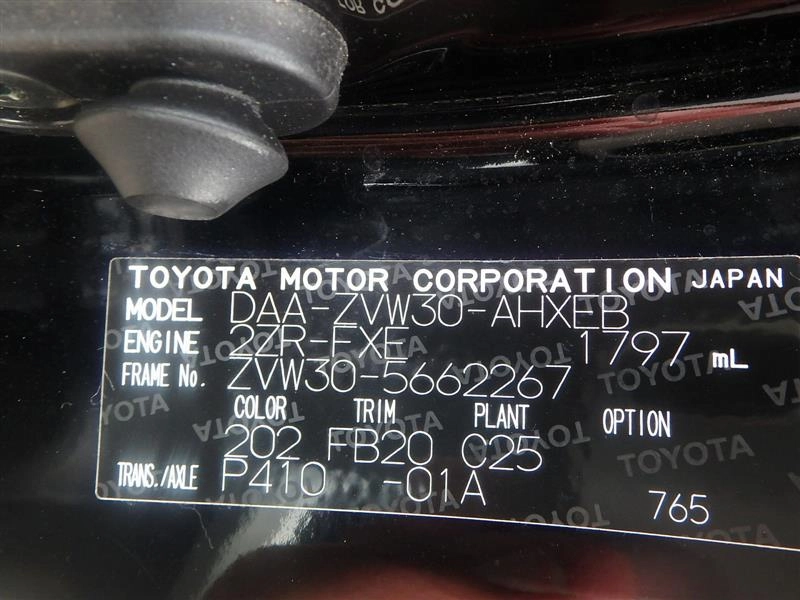 FOR C
TOYOTA MOTOR CORPORATION JAPAN
MODEL DAA-ZVW30-AHXEB
ENGINE 2ZR-FXE 1797 mL
FRAME No. ZVW30-5662267
COLOR TRIM PLANT OPTION
202 FB20 C25
TRANS./AXLE P410 -01A 765